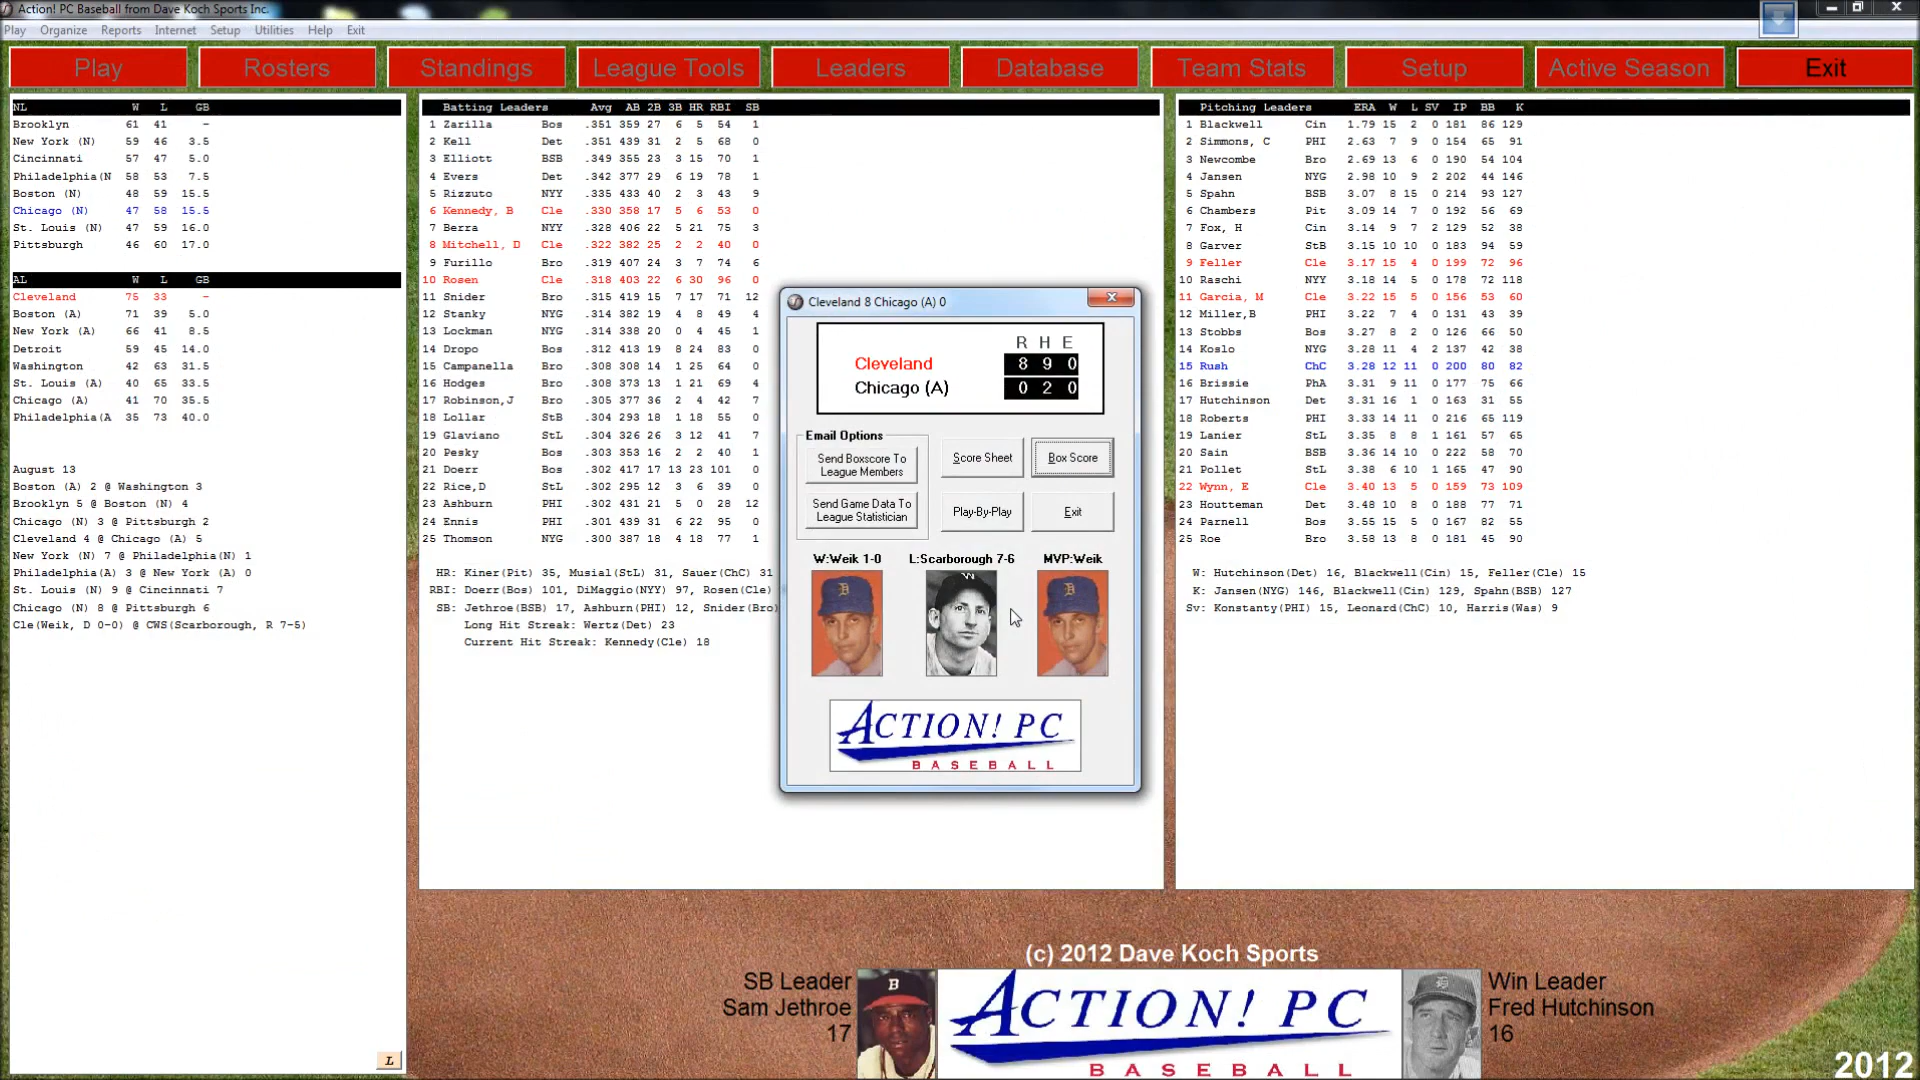 Action! PC Baseball from Dave Koch Sports Inc.
Play Organize Reports Internet Setup Utilities Help Exit
Play Rosters Standings League Tools Leaders Database Team Stats Setup Active Season Exit
NL W L GB
Brooklyn 61 41 -
New York (N) 59 46 3.5
Cincinnati 57 47 5.0
Philadelphia(N 58 53 7.5
Boston (N) 48 59 15.5
Chicago (N) 47 58 15.5
St. Louis (N) 47 59 16.0
Pittsburgh 46 60 17.0
AL W L GB
Cleveland 75 33 -
Boston (A) 71 39 5.0
New York (A) 66 41 8.5
Detroit 59 45 14.0
Washington 42 63 31.5
St. Louis (A) 40 65 33.5
Chicago (A) 41 70 35.5
Philadelphia(A 35 73 40.0
August 13
Boston (A) 2 @ Washington 3
Brooklyn 5 @ Boston (N) 4
Chicago (N) 3 @ Pittsburgh 2
Cleveland 4 @ Chicago (A) 5
New York (N) 7 @ Philadelphia(N) 1
Philadelphia(A) 3 @ New York (A) 0
St. Louis (N) 9 @ Cincinnati 7
Chicago (N) 8 @ Pittsburgh 6
Cle(Weik, D 0-0) @ CWS(Scarborough, R 7-5)
L
Batting Leaders Avg AB 2B 3B HR RBI SB
1 Zarilla Bos .351 359 27 6 5 54 1
2 Kell Det .351 439 31 2 5 68 0
3 Elliott BSB .349 355 23 3 15 70 1
4 Evers Det .342 377 29 6 19 78 1
5 Rizzuto NYY .335 433 40 2 3 43 9
6 Kennedy, B Cle .330 358 17 5 6 53 0
7 Berra NYY .328 406 22 5 21 75 3
8 Mitchell, D Cle .322 382 25 2 2 40 0
9 Furillo Bro .319 407 24 3 7 74 6
10 Rosen Cle .318 403 22 6 30 96 0
11 Snider Bro .315 419 15 7 17 71 12
12 Stanky NYG .314 382 19 4 8 49 4
13 Lockman NYG .314 338 20 0 4 45 1
14 Dropo Bos .312 413 19 8 24 83 0
15 Campanella Bro .308 308 14 1 25 64 0
16 Hodges Bro .308 373 13 1 21 69 4
17 Robinson,J Bro .305 377 36 2 4 42 7
18 Lollar StB .304 293 18 1 18 55 0
19 Glaviano StL .304 326 26 3 12 41 7
20 Pesky Bos .303 353 16 2 2 40 1
21 Doerr Bos .302 417 17 13 23 101 0
22 Rice,D StL .302 295 12 3 6 39 0
23 Ashburn PHI .302 431 21 5 0 28 12
24 Ennis PHI .301 439 31 6 22 95 0
25 Thomson NYG .300 387 18 4 18 77 1
HR: Kiner(Pit) 35, Musial(StL) 31, Sauer(ChC) 31
RBI: Doerr(Bos) 101, DiMaggio(NYY) 97, Rosen(Cle)
SB: Jethroe(BSB) 17, Ashburn(PHI) 12, Snider(Bro)
Long Hit Streak: Wertz(Det) 23
Current Hit Streak: Kennedy(Cle) 18
Cleveland 8 Chicago (A) 0
R H E
Cleveland 8 9 0
Chicago (A) 0 2 0
Email Options
Send Boxscore To
League Members
Send Game Data To
League Statistician
Score Sheet
Box Score
Play-By-Play
Exit
W:Weik 1-0 L:Scarborough 7-6 MVP:Weik
ACTION! PC
BASEBALL
Pitching Leaders ERA W L SV IP BB K
1 Blackwell Cin 1.79 15 2 0 181 86 129
2 Simmons, C PHI 2.63 7 9 0 154 65 91
3 Newcombe Bro 2.69 13 6 0 190 54 104
4 Jansen NYG 2.98 10 9 2 202 44 146
5 Spahn BSB 3.07 8 15 0 214 93 127
6 Chambers Pit 3.09 14 7 0 192 56 69
7 Fox, H Cin 3.14 9 7 2 129 52 38
8 Garver StB 3.15 10 10 0 183 94 59
9 Feller Cle 3.17 15 4 0 199 72 96
10 Raschi NYY 3.18 14 5 0 178 72 118
11 Garcia, M Cle 3.22 15 5 0 156 53 60
12 Miller,B PHI 3.22 7 4 0 131 43 39
13 Stobbs Bos 3.27 8 2 0 126 66 50
14 Koslo NYG 3.28 11 4 2 137 42 38
15 Rush ChC 3.28 12 11 0 200 80 82
16 Brissie PhA 3.31 9 11 0 177 75 66
17 Hutchinson Det 3.31 16 1 0 163 31 55
18 Roberts PHI 3.33 14 11 0 216 65 119
19 Lanier StL 3.35 8 8 1 161 57 65
20 Sain BSB 3.36 14 10 0 222 58 70
21 Pollet StL 3.38 6 10 1 165 47 90
22 Wynn, E Cle 3.40 13 5 0 159 73 109
23 Houtteman Det 3.48 10 8 0 188 77 71
24 Parnell Bos 3.55 15 5 0 167 82 55
25 Roe Bro 3.58 13 8 0 181 45 90
W: Hutchinson(Det) 16, Blackwell(Cin) 15, Feller(Cle) 15
K: Jansen(NYG) 146, Blackwell(Cin) 129, Spahn(BSB) 127
Sv: Konstanty(PHI) 15, Leonard(ChC) 10, Harris(Was) 9
(c) 2012 Dave Koch Sports
SB Leader
Sam Jethroe
17
ACTION! PC
BASEBALL
Win Leader
Fred Hutchinson
16
2012